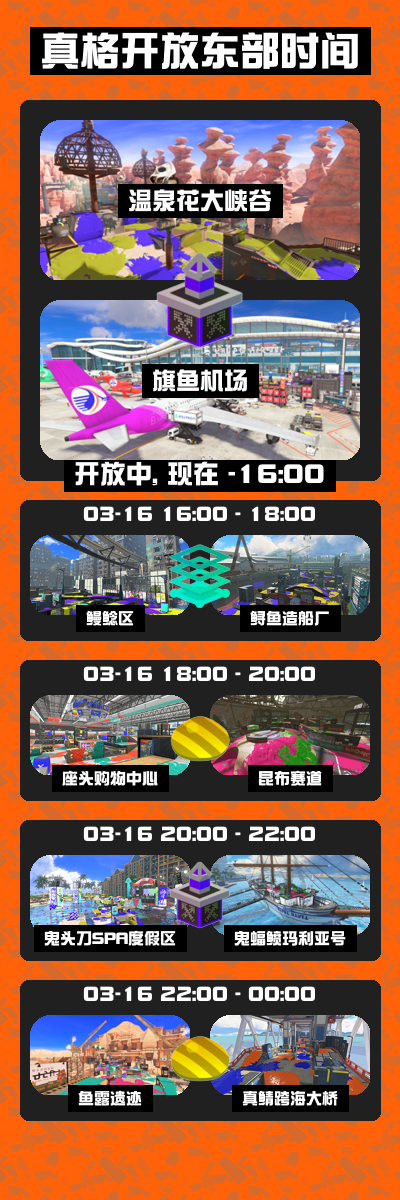 真格开放东部时间
温泉花大峡谷
旗鱼机场
开放中, 现在 -16:00
03-16 16:00 - 18:00
鳗鲶区
鲟鱼造船厂
03-16 18:00 - 20:00
座头购物中心
昆布赛道
03-16 20:00 - 22:00
鬼头刀SPA度假区
鬼蝠鲼玛利亚号
03-16 22:00 - 00:00
鱼露遗迹
真鲭跨海大桥